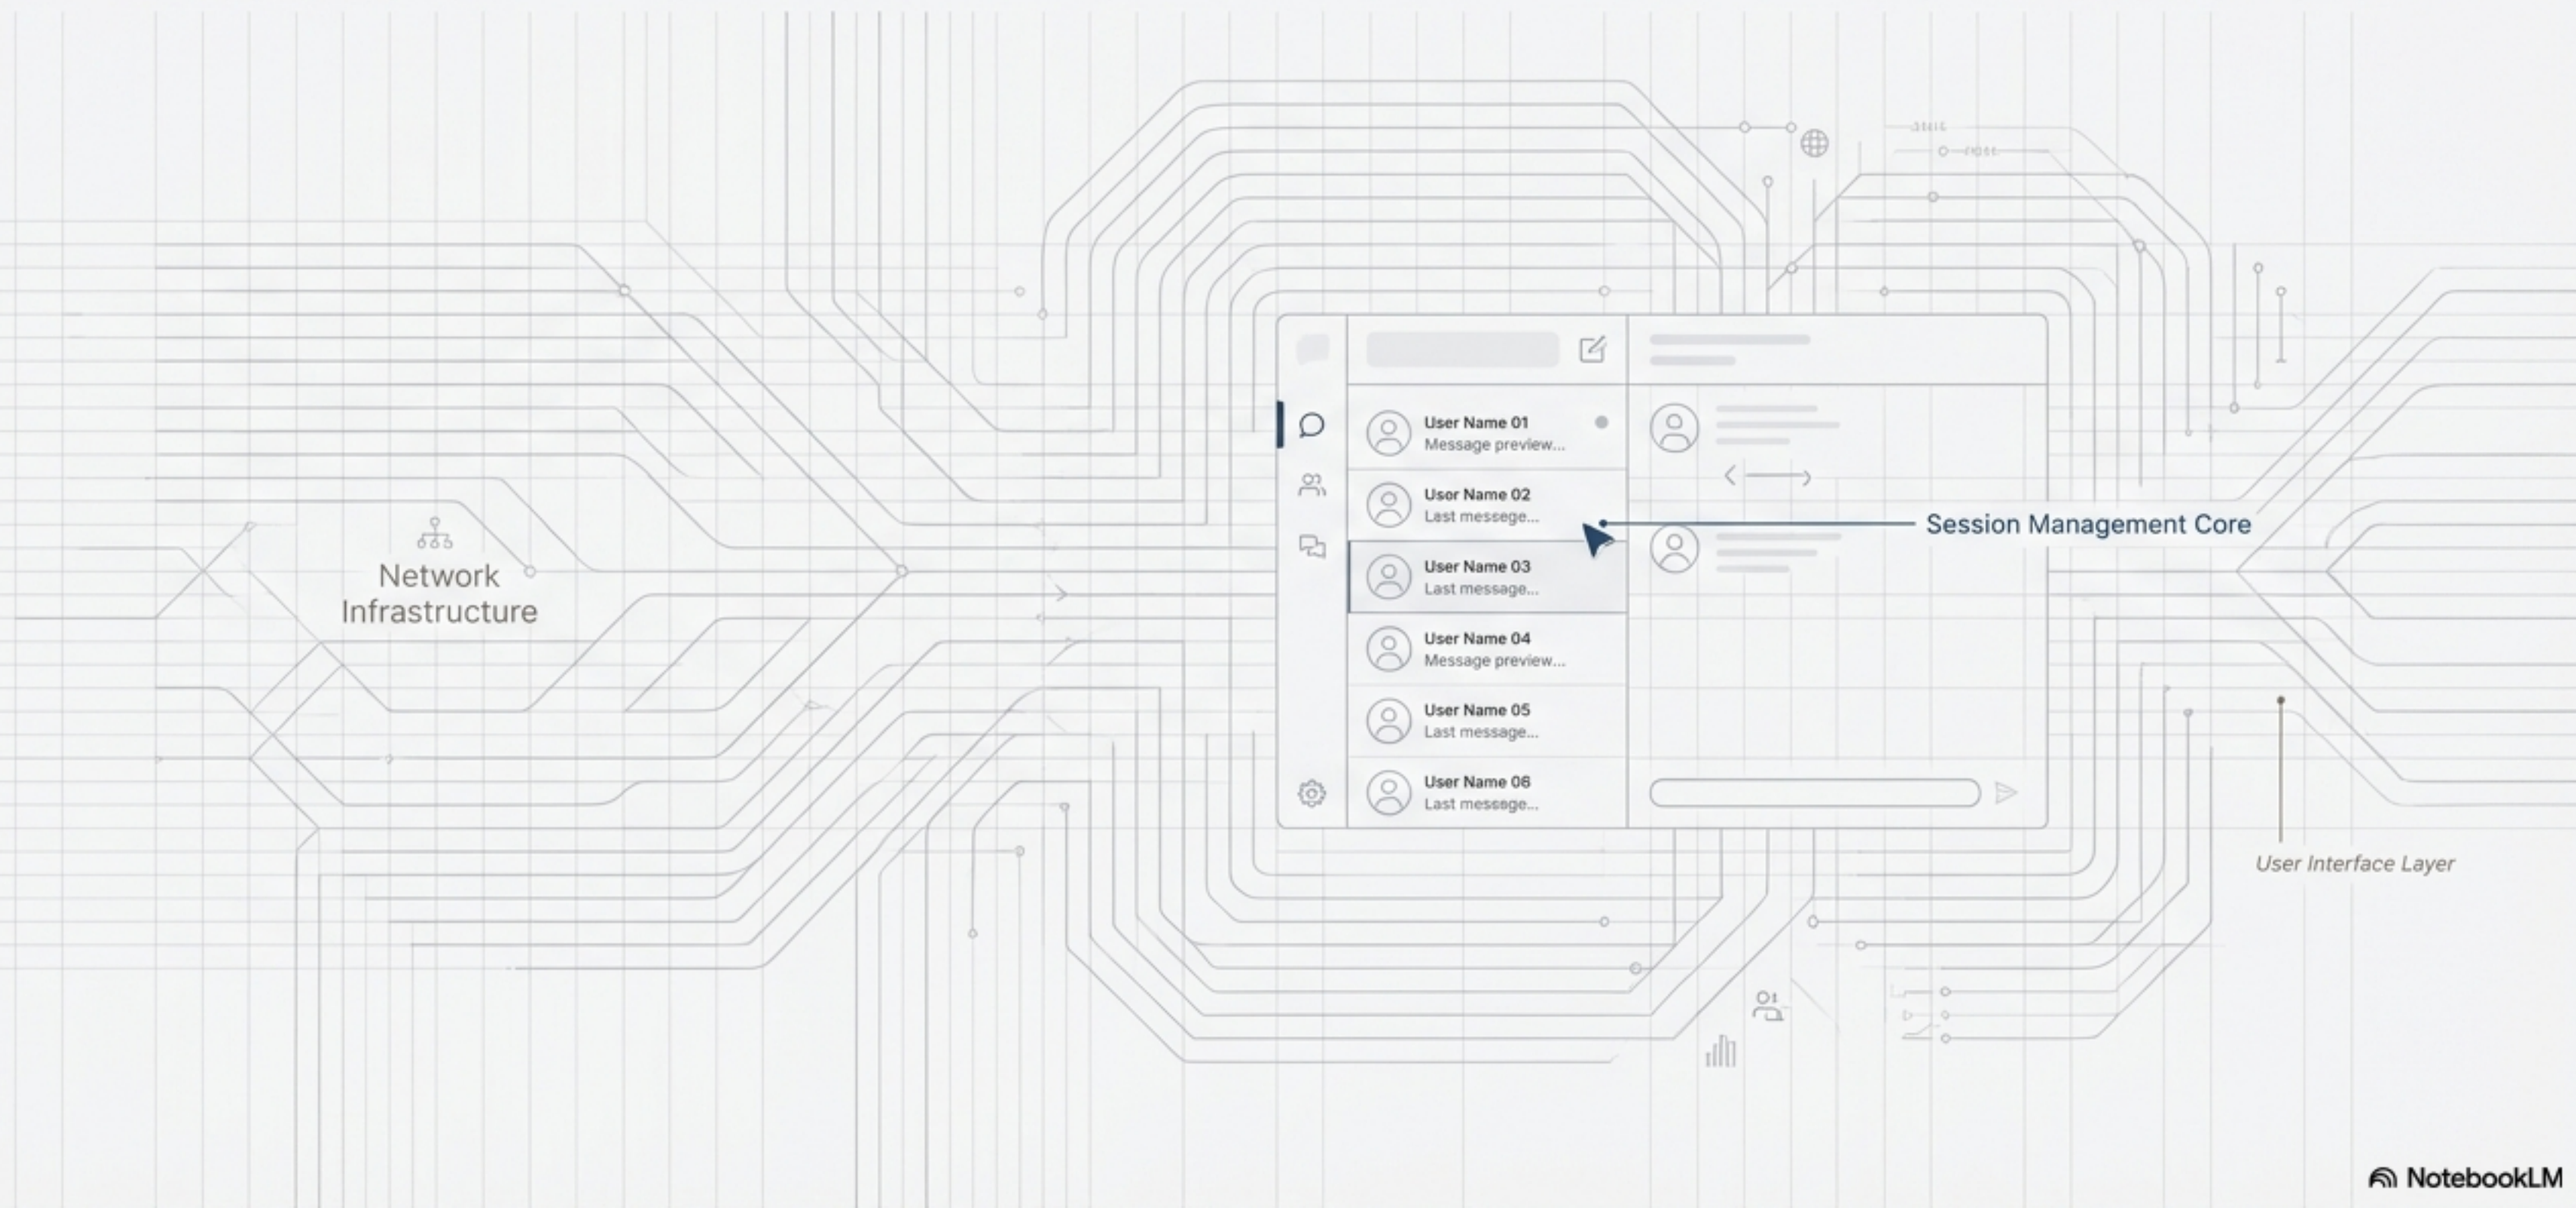 Network
Infrastructure
User Name 01
Message preview...
Usor Name 02
Last messege...
User Name 03
Last message...
User Name 04
Message preview...
User Name 05
Last message...
User Name 06
Last message...
Session Management Core
User Interface Layer
NotebookLM